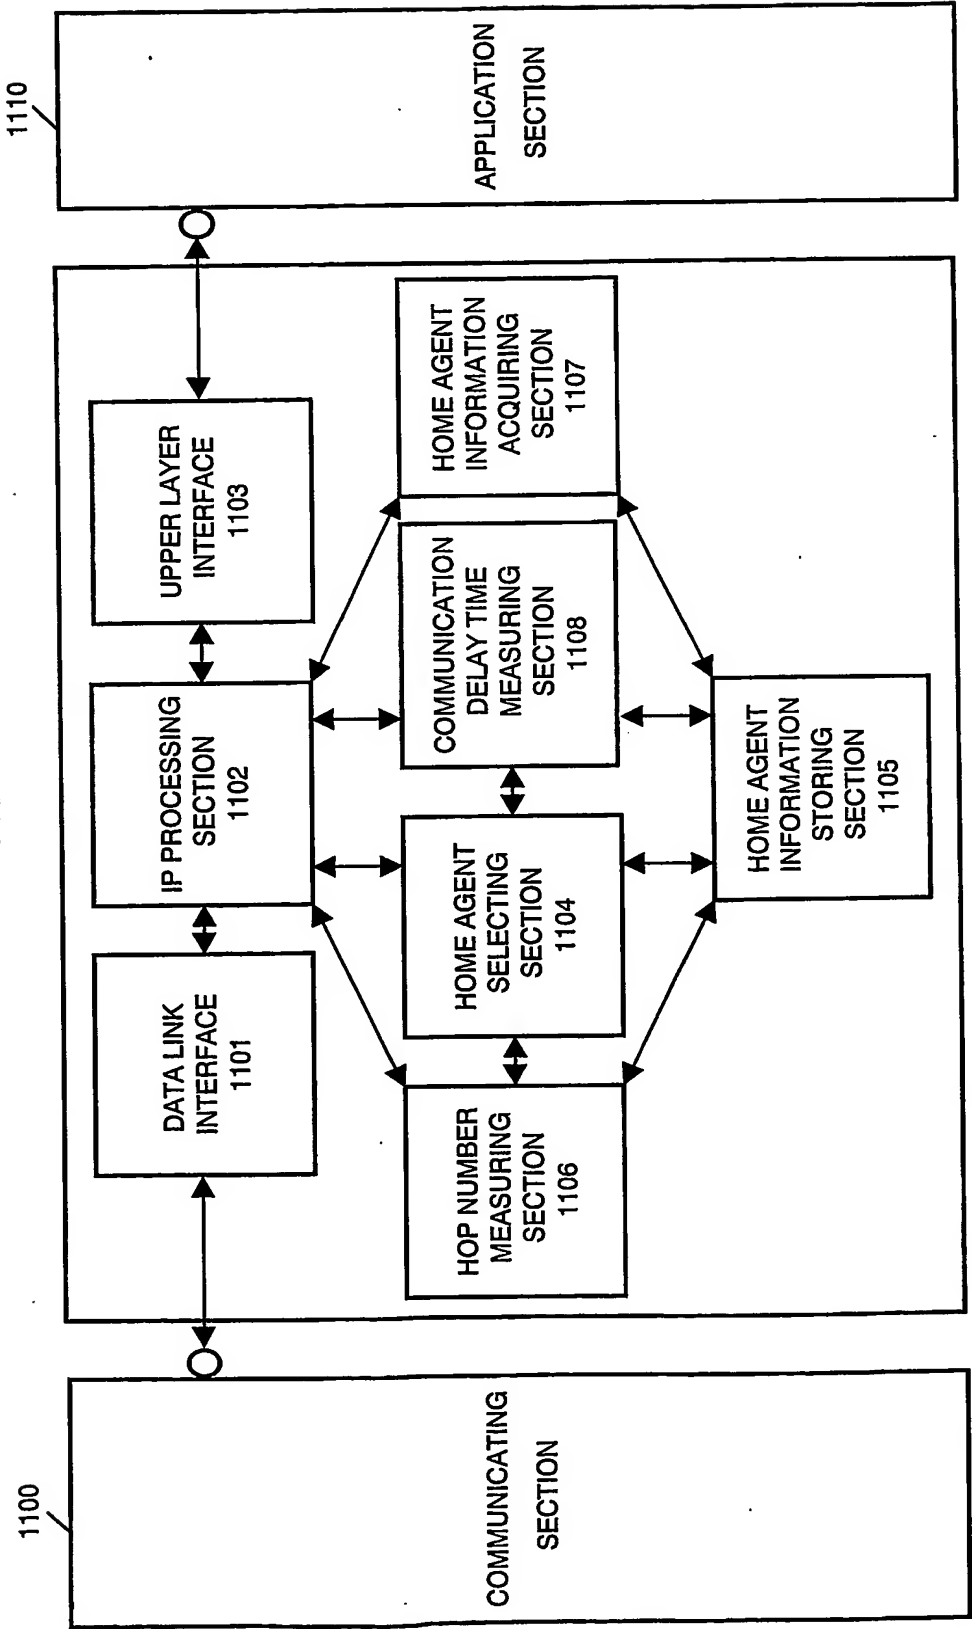 1100
COMMUNICATING
SECTION
DATA LINK
INTERFACE
1101
IP PROCESSING
SECTION
1102
UPPER LAYER
INTERFACE
1103
HOP NUMBER
MEASURING
SECTION
1106
HOME AGENT
SELECTING
SECTION
1104
COMMUNICATION
DELAY TIME
MEASURING
SECTION
1108
HOME AGENT
INFORMATION
ACQUIRING
SECTION
1107
HOME AGENT
INFORMATION
STORING
SECTION
1105
1110
APPLICATION
SECTION